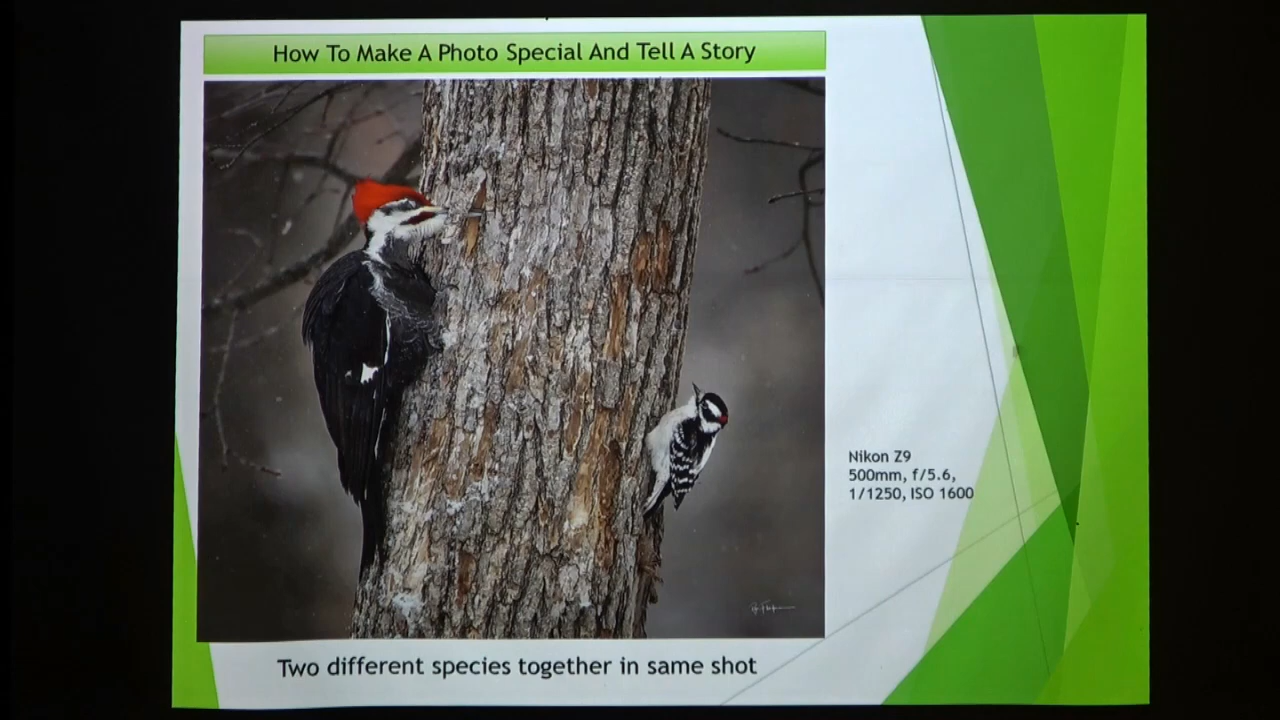 How To Make A Photo Special And Tell A Story
Nikon Z9
500mm, f/5.6,
1/1250, ISO 1600
Two different species together in same shot